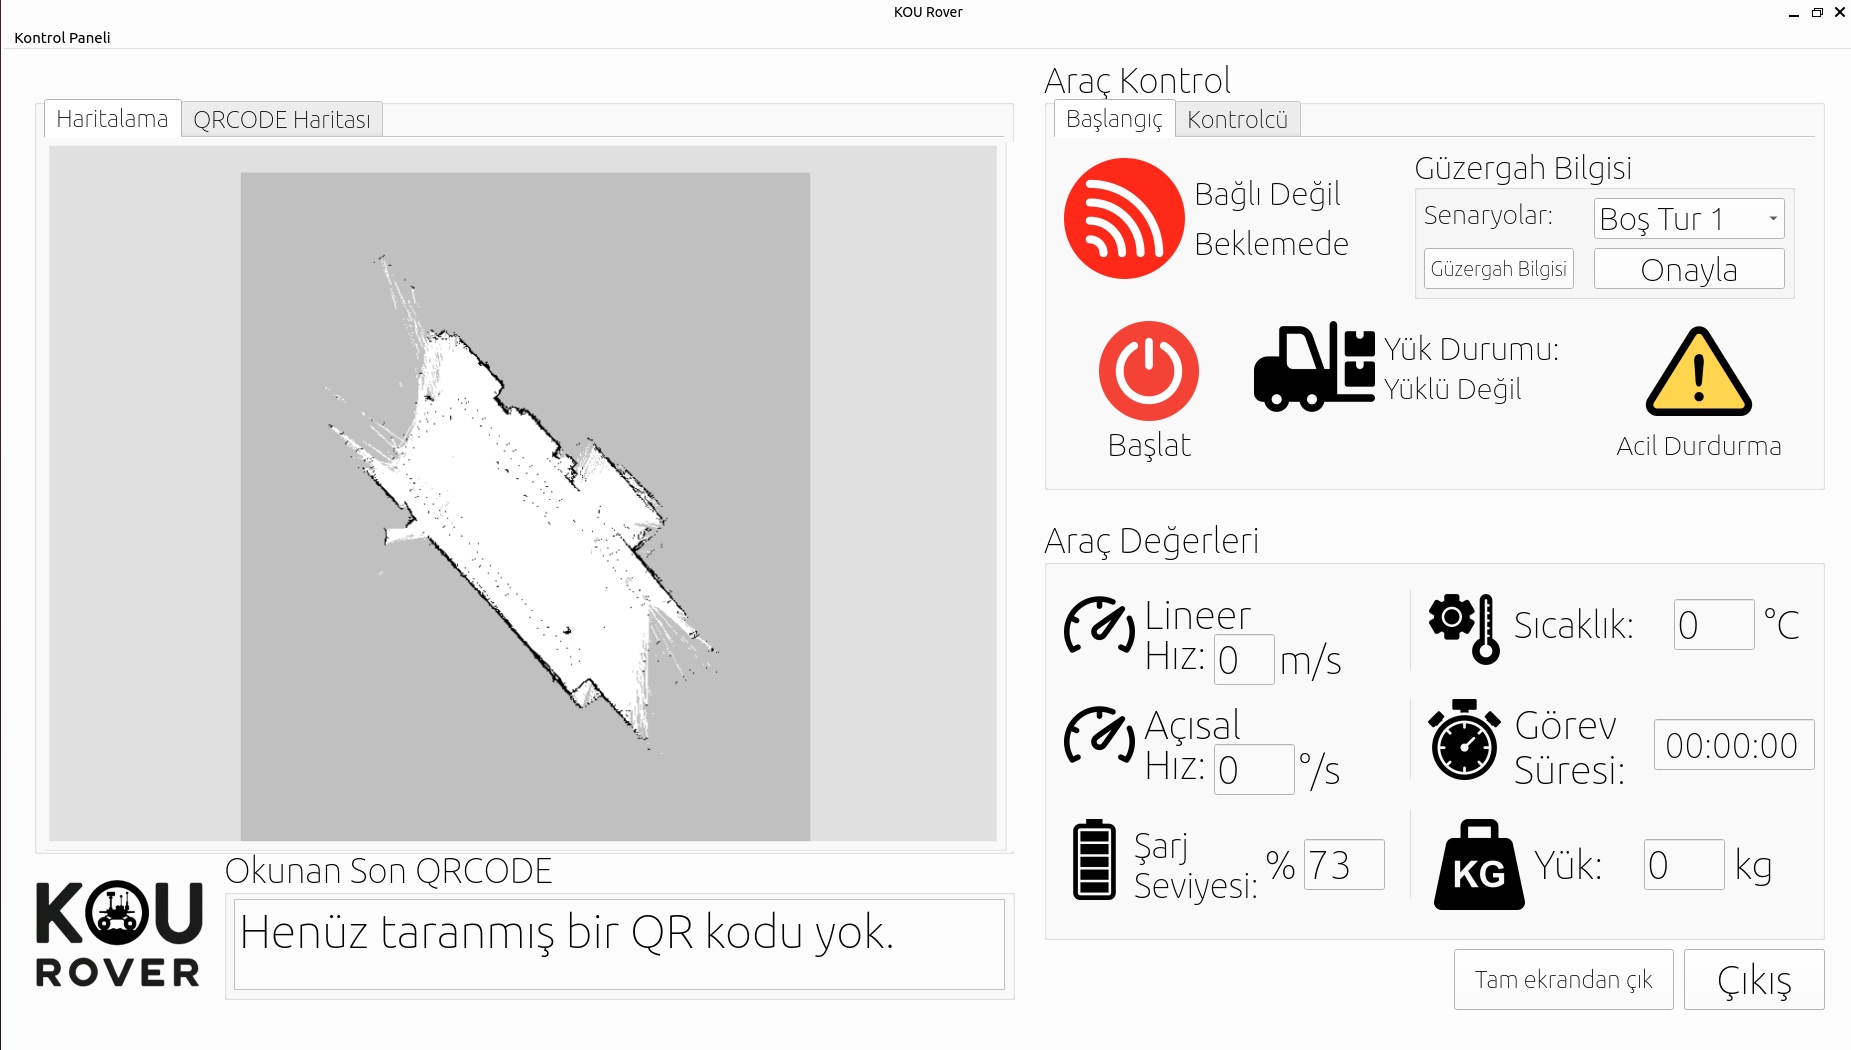 KOU Rover
Kontrol Paneli
Haritalama
QRCODE Haritası
Okunan Son QRCODE
Henüz taranmış bir QR kodu yok.
KOU
ROVER
Araç Kontrol
Başlangıç
Kontrolcü
Bağlı Değil
Beklemede
Güzergah Bilgisi
Senaryolar:
Boş Tur 1
Güzergah Bilgisi
Onayla
Başlat
Yük Durumu:
Yüklü Değil
Acil Durdurma
Araç Değerleri
Lineer
Hız: 0 m/s
Sıcaklık: 0 °C
Açısal
Hız: 0 °/s
Görev
Süresi: 00:00:00
Şarj
Seviyesi: % 73
KG
Yük: 0 kg
Tam ekrandan çık
Çıkış